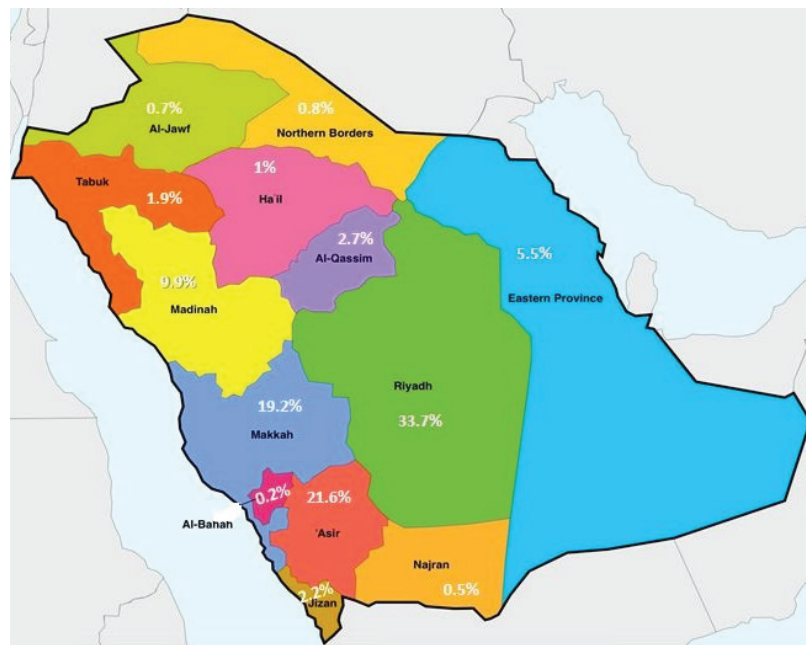 0.7%
Al-Jawf
0.8%
Northern Borders
Tabuk
1.9%
1%
Ha'il
2.7%
Al-Qassim
5.5%
Eastern Province
9.9%
Madinah
Riyadh
33.7%
19.2%
Makkah
0.2%
Al-Bahah
21.6%
'Asir
Najran
0.5%
2.2%
Jizan